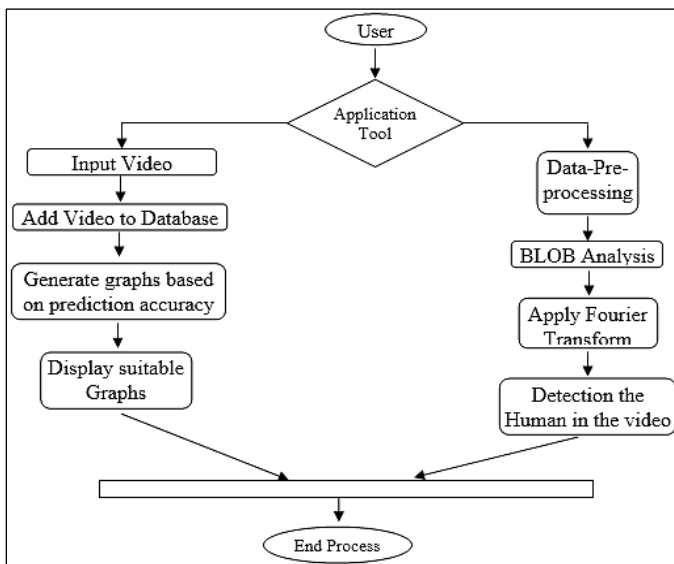 User
Application
Tool
Input Video
Add Video to Database
Generate graphs based
on prediction accuracy
Display suitable
Graphs
Data-Pre-
processing
BLOB Analysis
Apply Fourier
Transform
Detection the
Human in the video
End Process